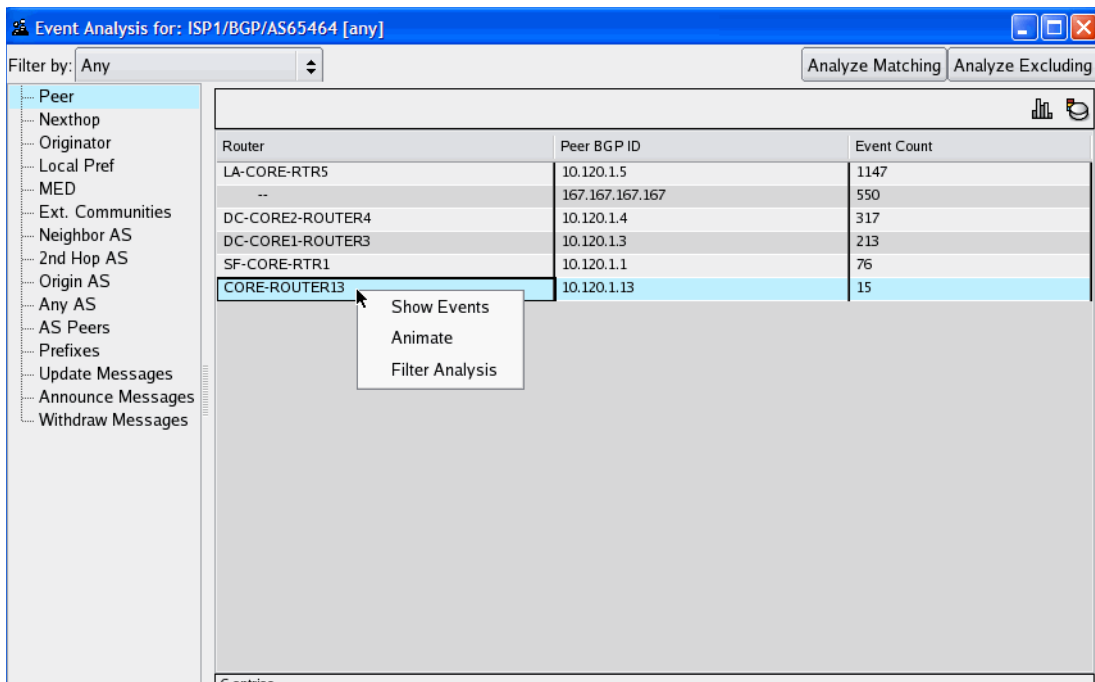 Event Analysis for: ISP1/BGP/AS65464 [any]
Filter by: Any
Analyze Matching Analyze Excluding
Peer
Nexthop
Originator
Local Pref
MED
Ext. Communities
Neighbor AS
2nd Hop AS
Origin AS
Any AS
AS Peers
Prefixes
Update Messages
Announce Messages
Withdraw Messages
Router Peer BGP ID Event Count
LA-CORE-RTR5 10.120.1.5 1147
-- 167.167.167.167 550
DC-CORE2-ROUTER4 10.120.1.4 317
DC-CORE1-ROUTER3 10.120.1.3 213
SF-CORE-RTR1 10.120.1.1 76
CORE-ROUTER13 10.120.1.13 15
Show Events
Animate
Filter Analysis